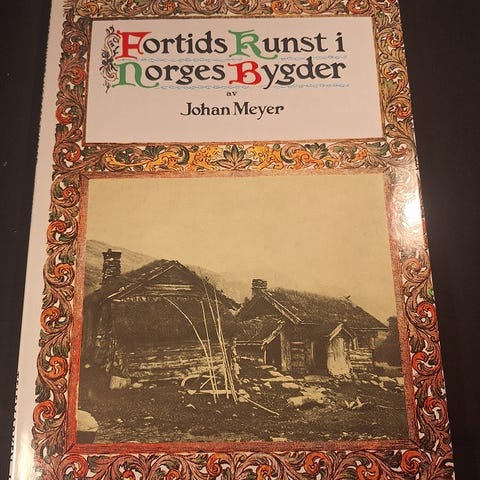 Fortids Kunst i
Norges Bygder
av
Johan Meyer